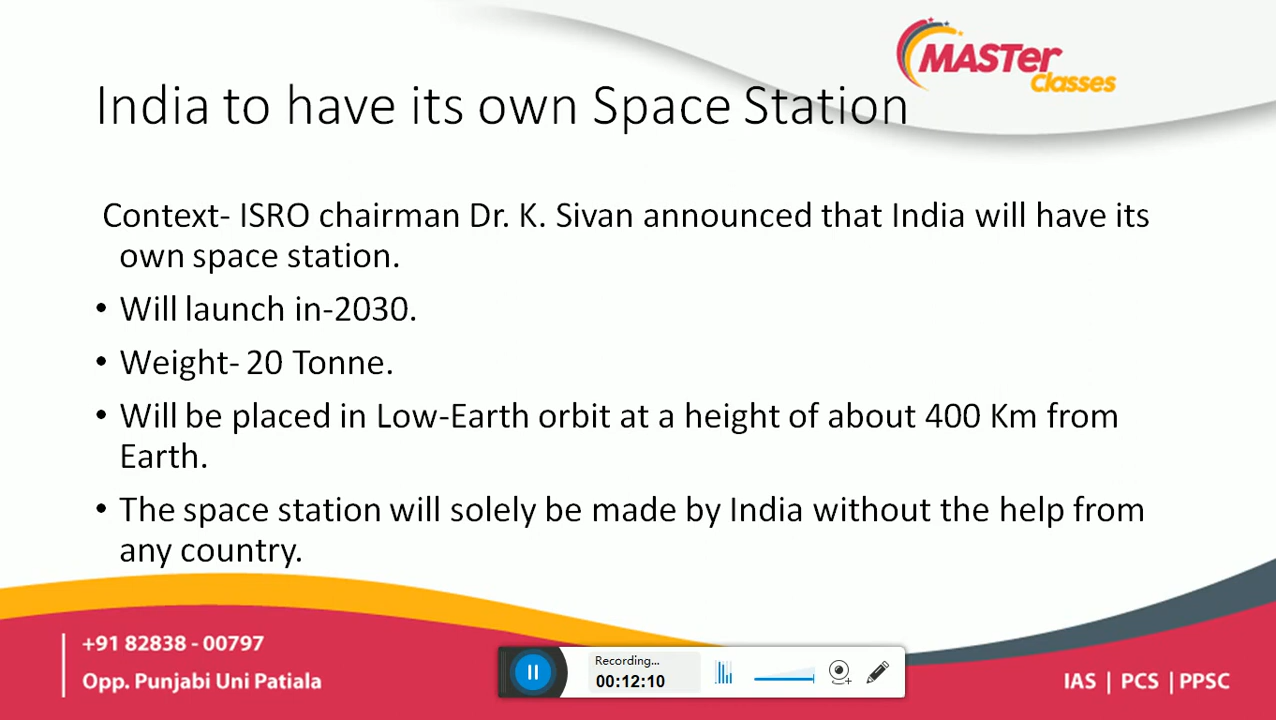 MASTer
Classes
India to have its own Space Station
Context- ISRO chairman Dr. K. Sivan announced that India will have its
own space station.
• Will launch in-2030.
• Weight- 20 Tonne.
• Will be placed in Low-Earth orbit at a height of about 400 Km from
Earth.
• The space station will solely be made by India without the help from
any country.
+91 82838 - 00797
Opp. Punjabi Uni Patiala
Recording...
00:12:10
IAS | PCS | PPSC